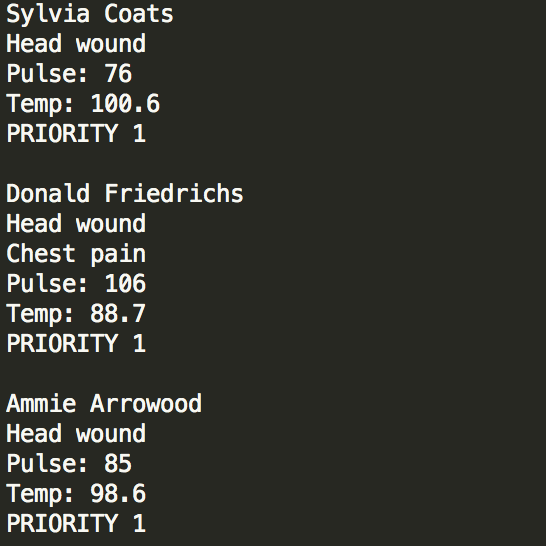 Sylvia Coats
Head wound
Pulse: 76
Temp: 100.6
PRIORITY 1
Donald Friedrichs
Head wound
Chest pain
Pulse: 106
Temp: 88.7
PRIORITY 1
Ammie Arrowood
Head wound
Pulse: 85
Temp: 98.6
PRIORITY 1